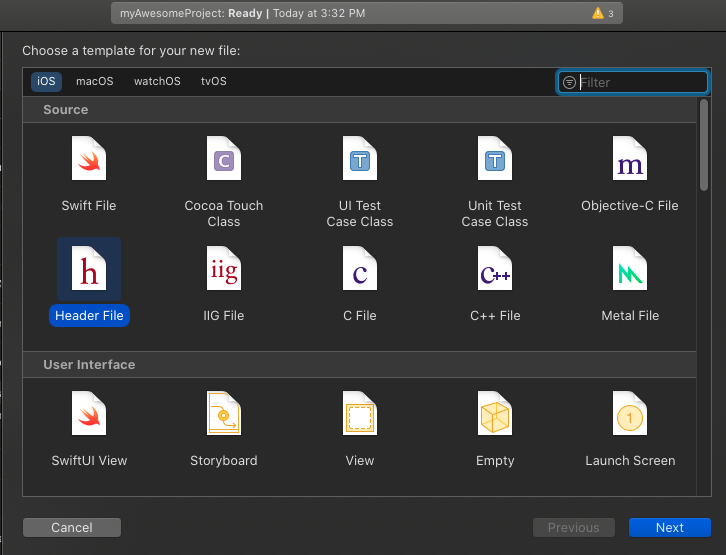 myAwesomeProject: Ready | Today at 3:32 PM 3
Choose a template for your new file:
iOS macOS watchOS tvOS Filter
Source
C T T m
Swift File Cocoa Touch Class UI Test Case Class Unit Test Case Class Objective-C File
h iig c c++
Header File IIG File C File C++ File Metal File
User Interface
1
SwiftUI View Storyboard View Empty Launch Screen
Cancel Previous Next